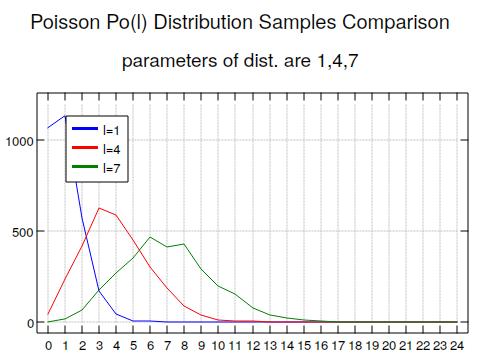 Poisson Po(l) Distribution Samples Comparison
parameters of dist. are 1,4,7
l=1
l=4
l=7
1000
500
0
0 1 2 3 4 5 6 7 8 9 10 11 12 13 14 15 16 17 18 19 20 21 22 23 24